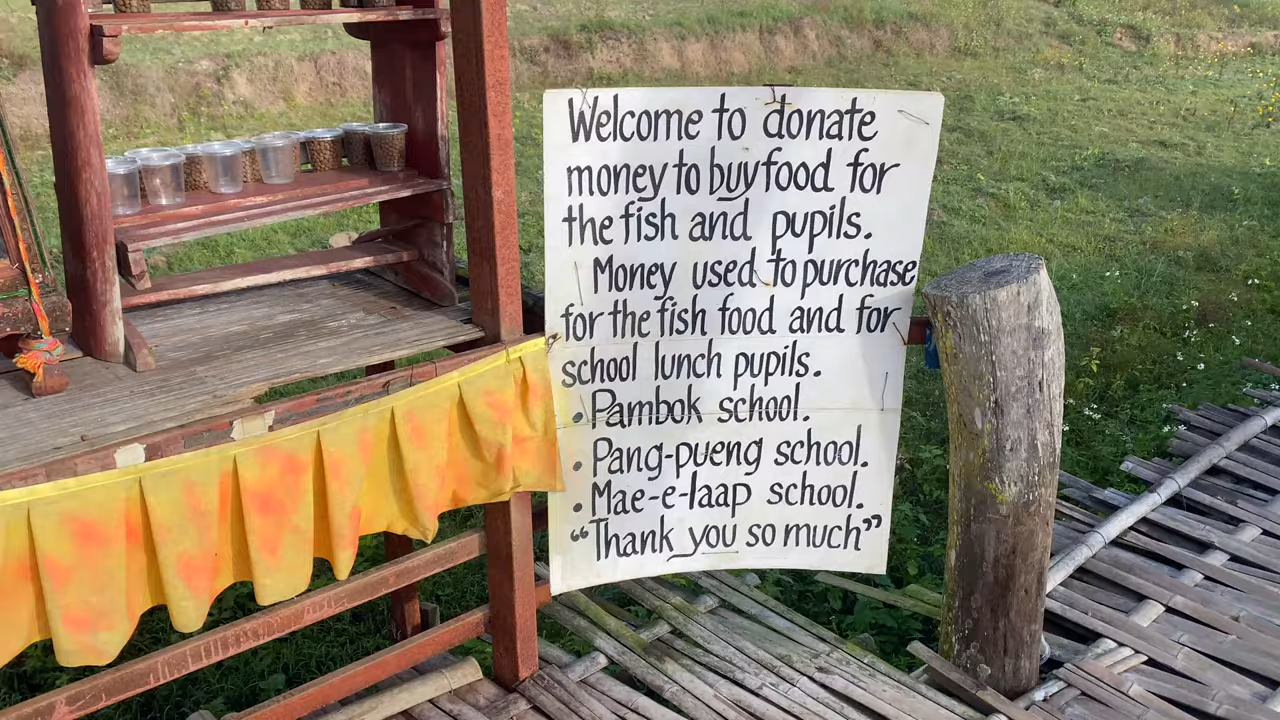 Welcome to donate
money to buy food for
the fish and pupils.
Money used to purchase
for the fish food and for
school lunch pupils.
• Pambok school.
• Pang-pueng school.
• Mae-e-laap school.
“Thank you so much”